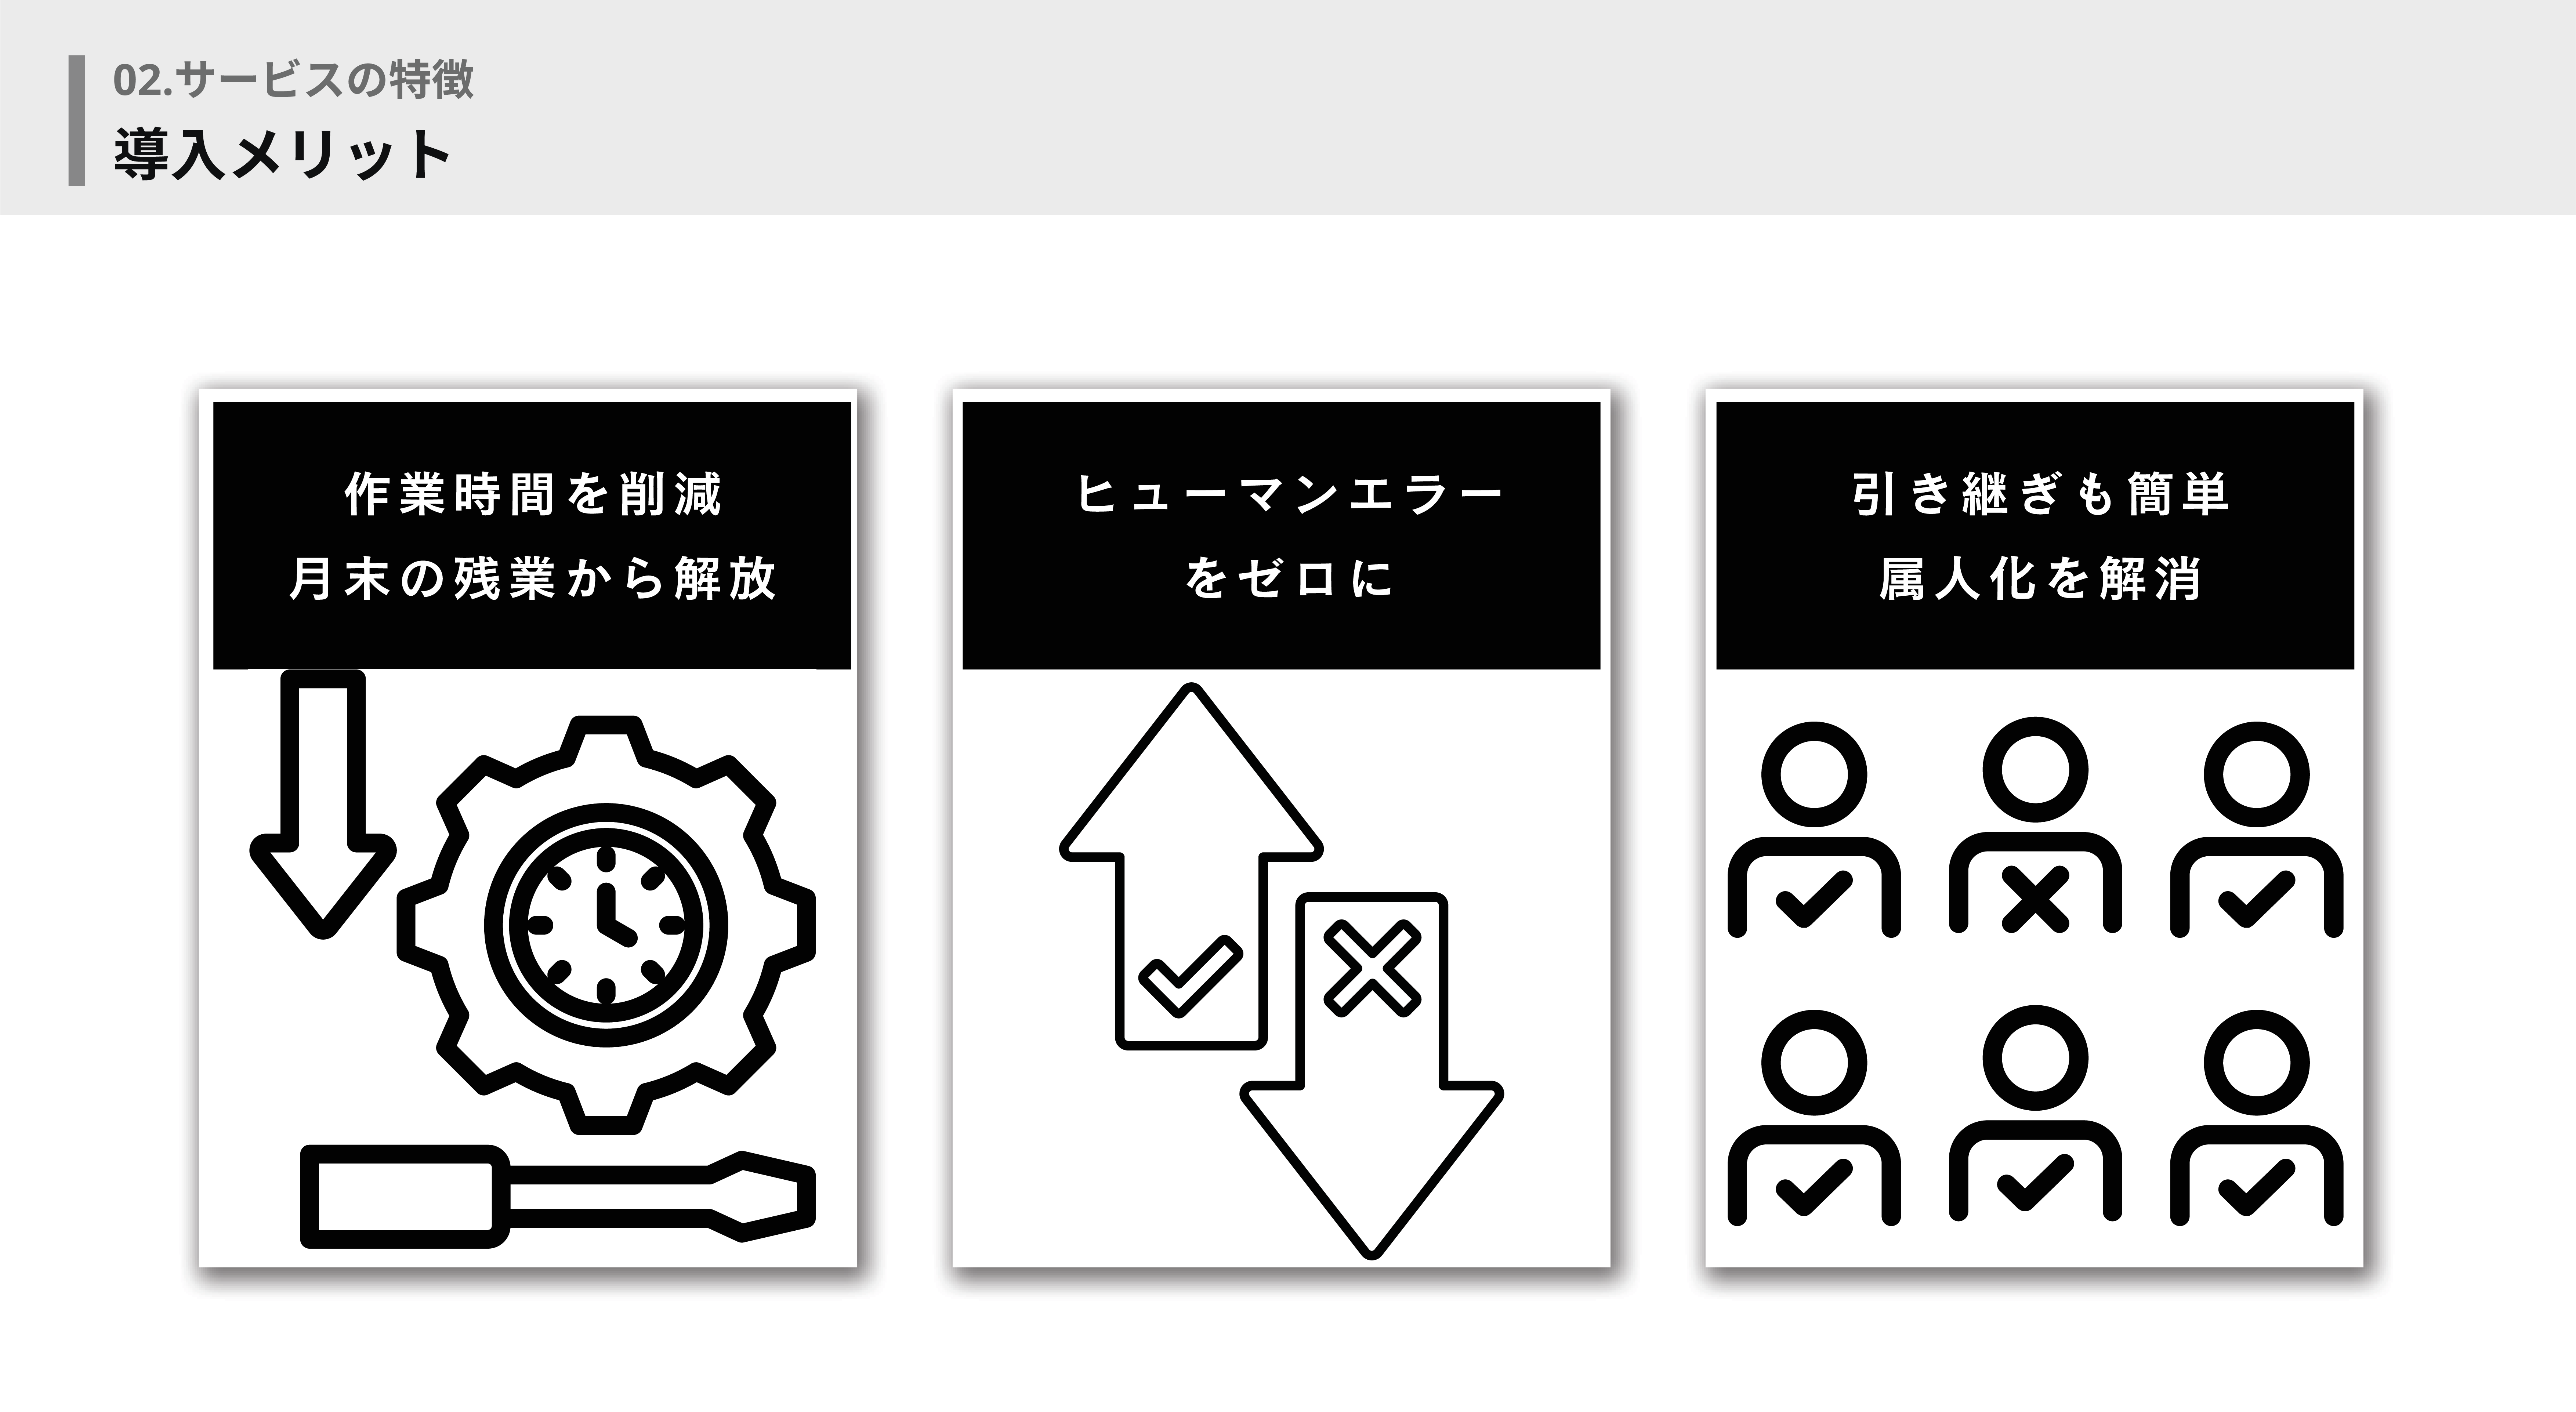 02.サービスの特徴
導入メリット
作業時間を削減
月末の残業から解放
ヒューマンエラー
をゼロに
引き継ぎも簡単
属人化を解消